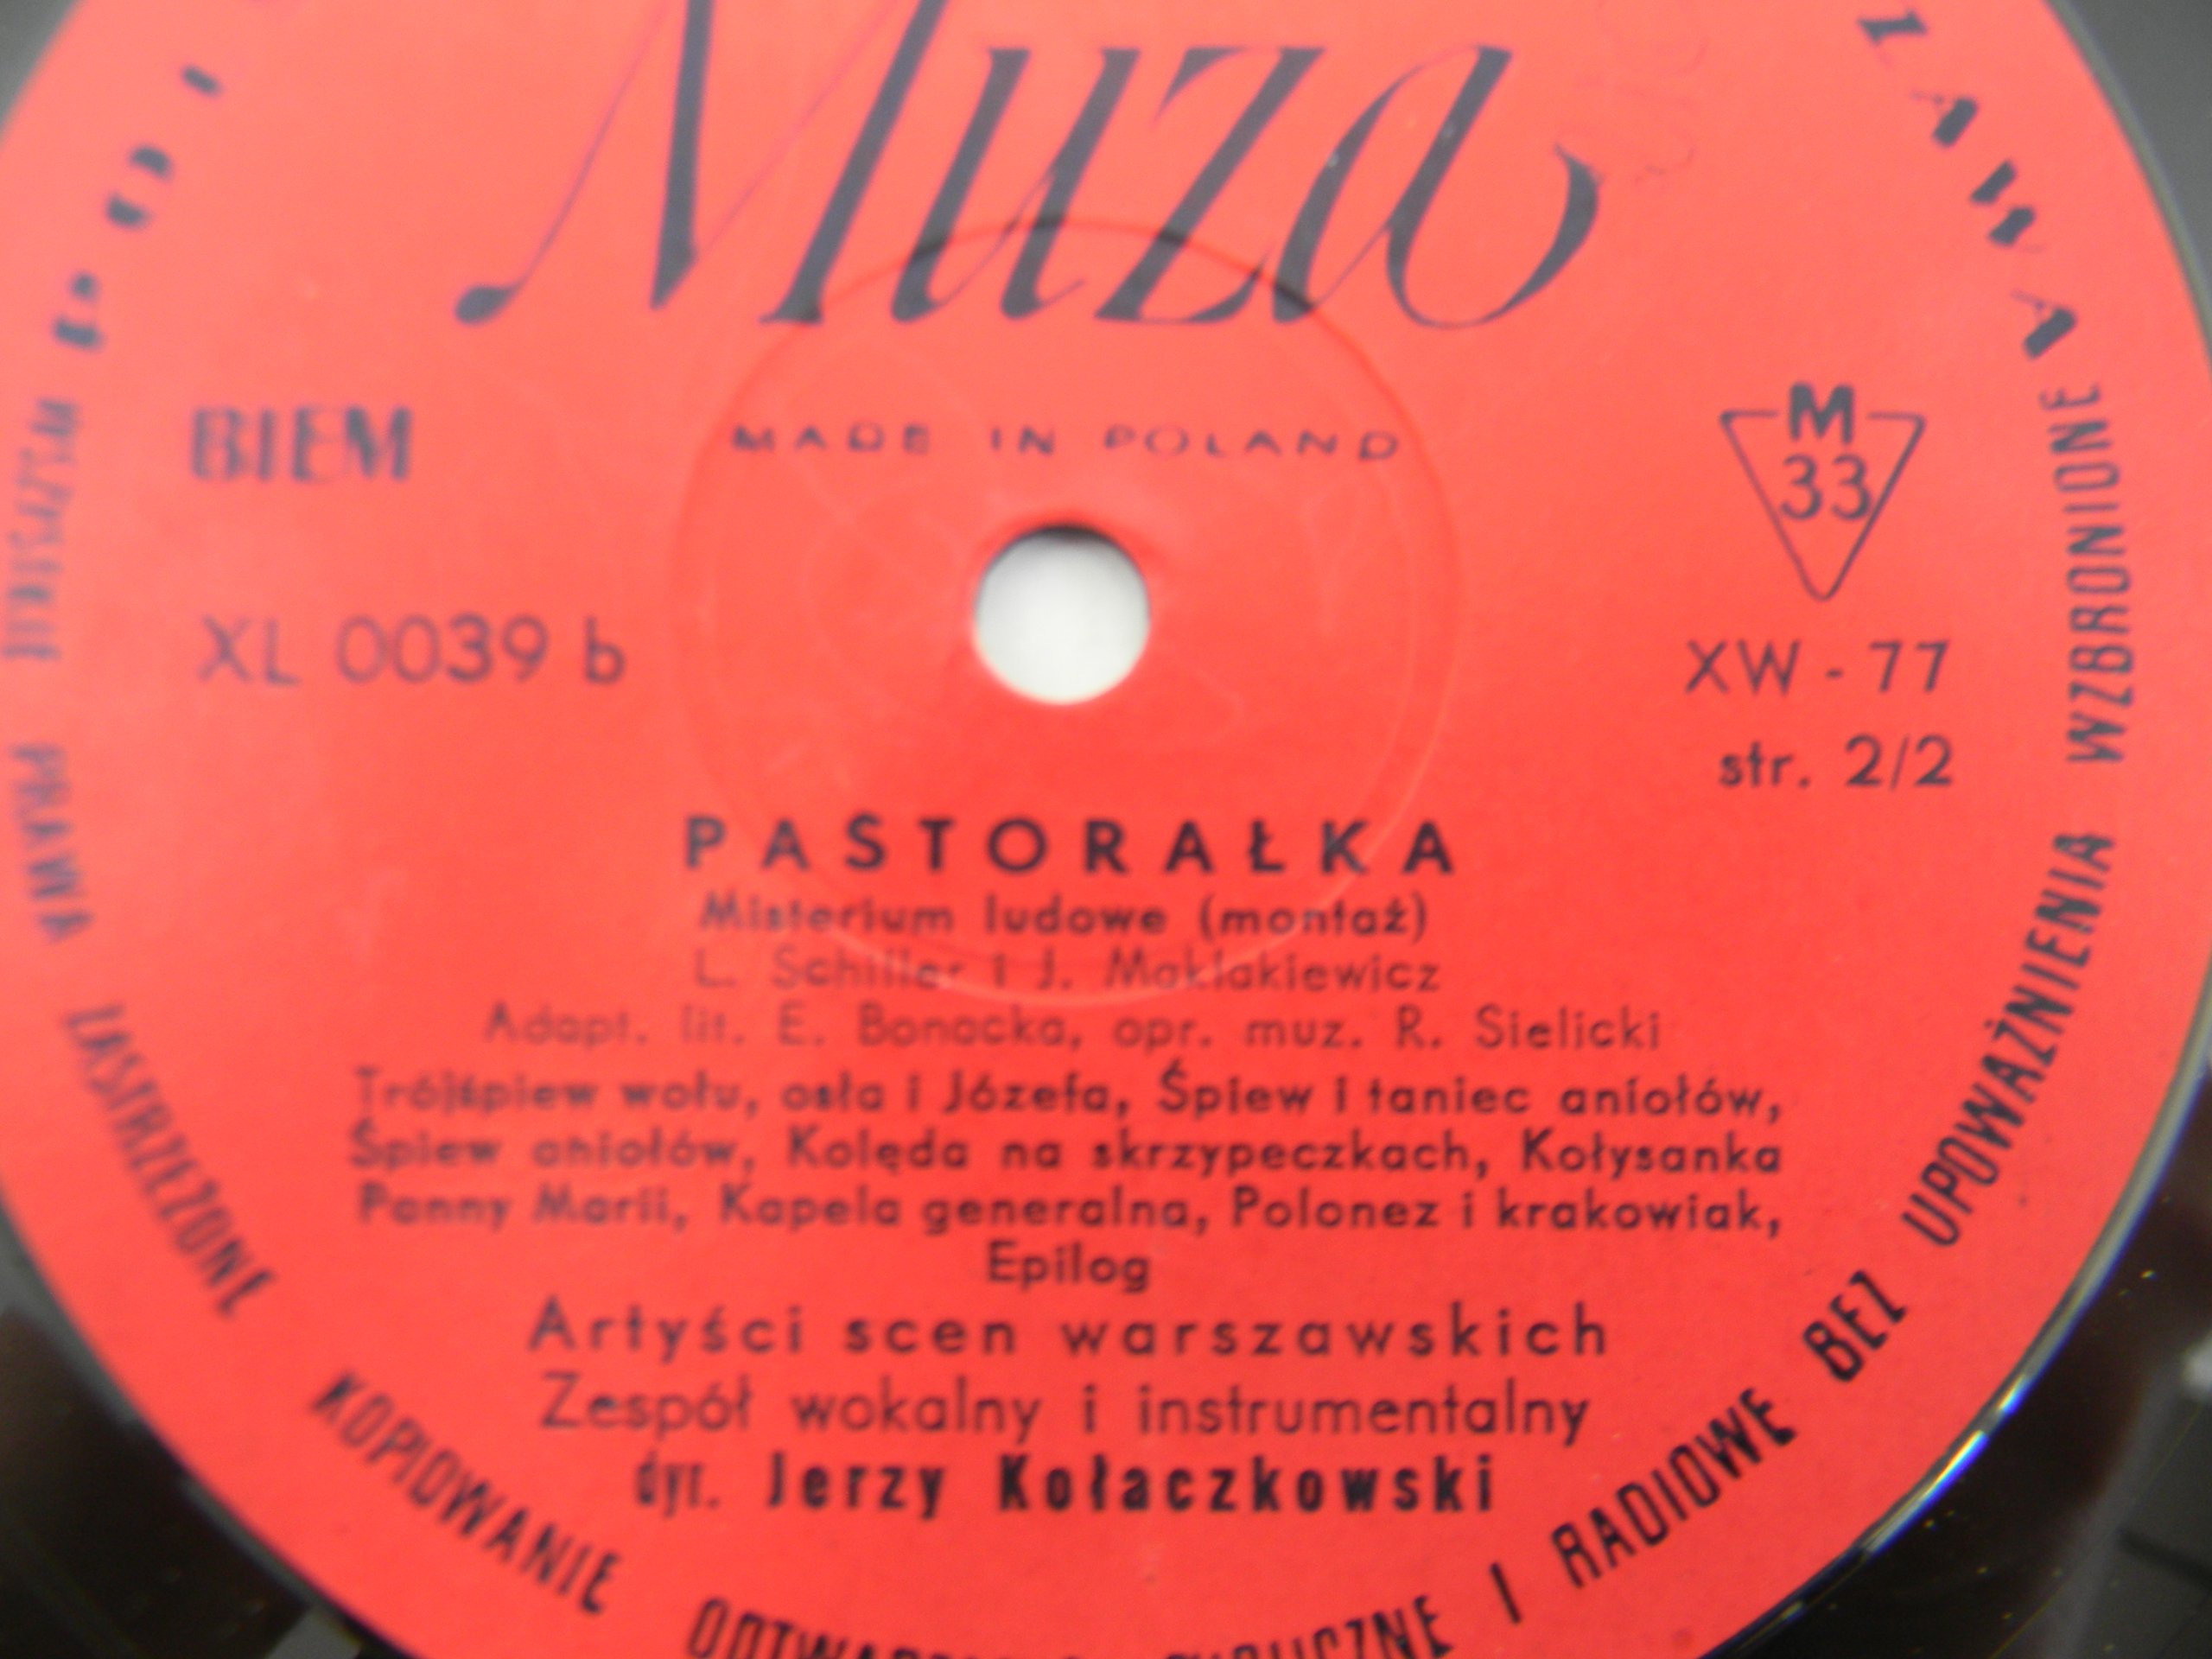 Muza
MADE IN POLAND
BIEM
M
33
XL 0039 b
XW - 77
str. 2/2
PASTORAŁKA
Misterium ludowe (montaż)
L. Schiller i J. Maklakiewicz
Adapt. lit. E. Bonacka, opr. muz. R. Sielicki
Trójśpiew wołu, osła i Józefa, Śpiew i taniec aniołów,
Śpiew aniołów, Kolęda na skrzypeczkach, Kołysanka
Panny Marii, Kapela generalna, Polonez i krakowiak,
Epilog
Artyści scen warszawskich
Zespół wokalny i instrumentalny
dyr. Jerzy Kołaczkowski
WSZELKIE PRAWA ZASTRZEŻONE KOPIOWANIE I RADIOWE BEZ UPOWAŻNIENIA WZBRONIONE